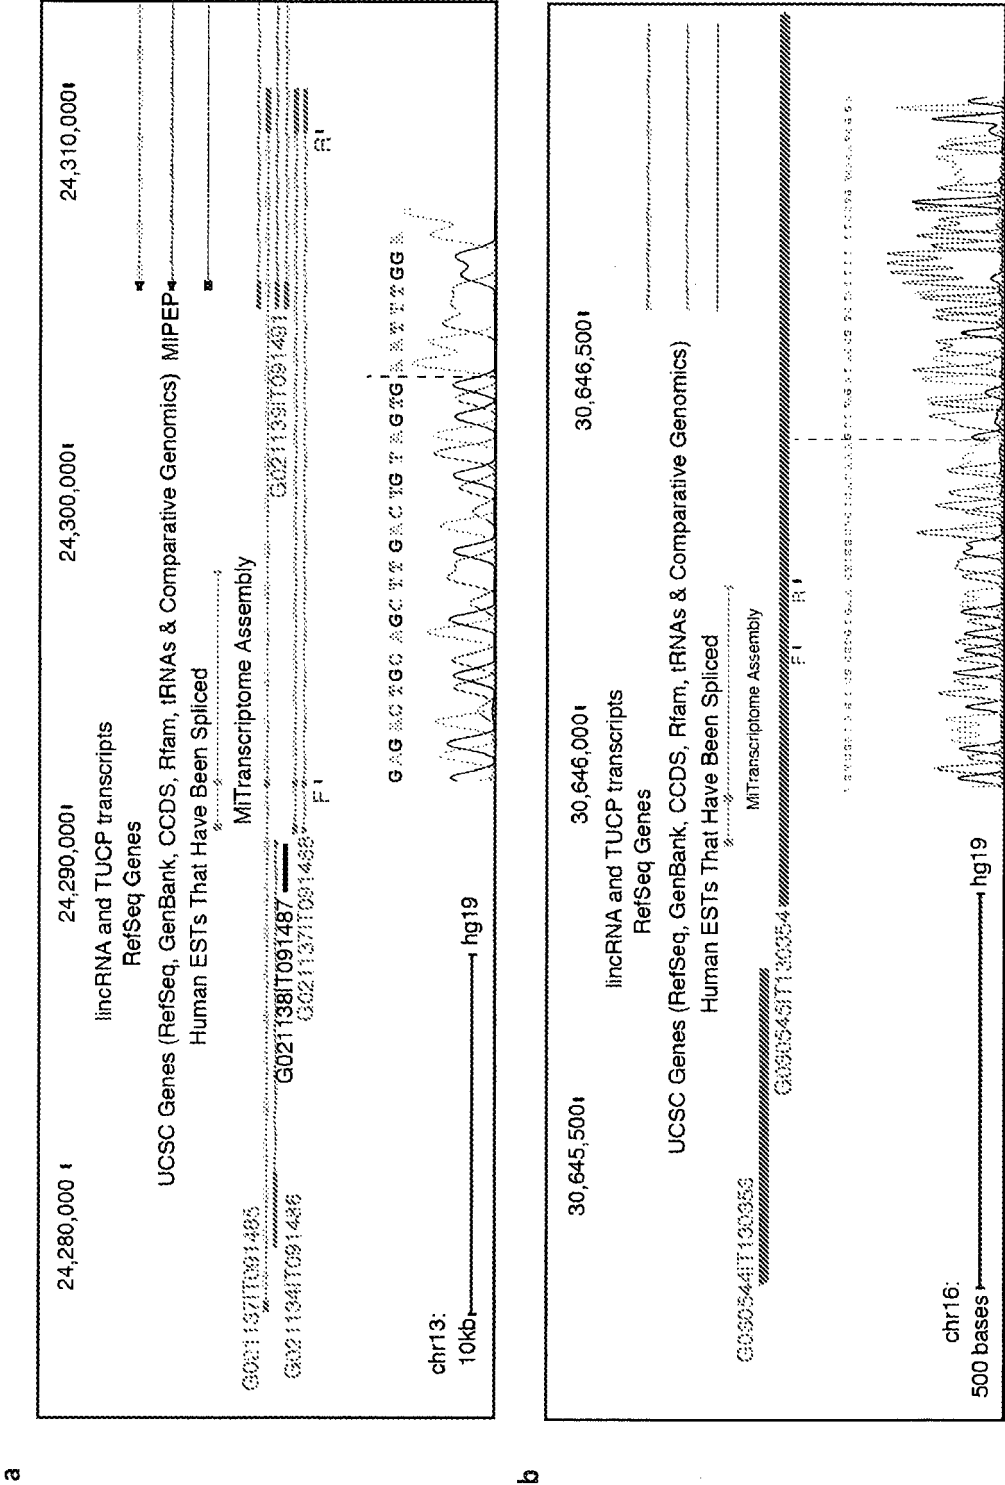 a
24,280,000
24,290,000
24,300,000
24,310,000
lincRNA and TUCP transcripts
RefSeq Genes
UCSC Genes (RefSeq, GenBank, CCDS, Rfam, tRNAs & Comparative Genomics)
MIPEP
Human ESTs That Have Been Spliced
MiTranscriptome Assembly
G021137|T091485
G021139|T091491
G021134|T091486
G021138|T091487
G021137|T091488
F
R
GAGACTGCAGCTTGACTGTAGTGAATTTGGA
chr13:
10kb
hg19
b
30,645,500
30,646,000
30,646,500
lincRNA and TUCP transcripts
RefSeq Genes
UCSC Genes (RefSeq, GenBank, CCDS, Rfam, tRNAs & Comparative Genomics)
Human ESTs That Have Been Spliced
MiTranscriptome Assembly
G030544|T130353
G030545|T130354
F
R
chr16:
500 bases
hg19